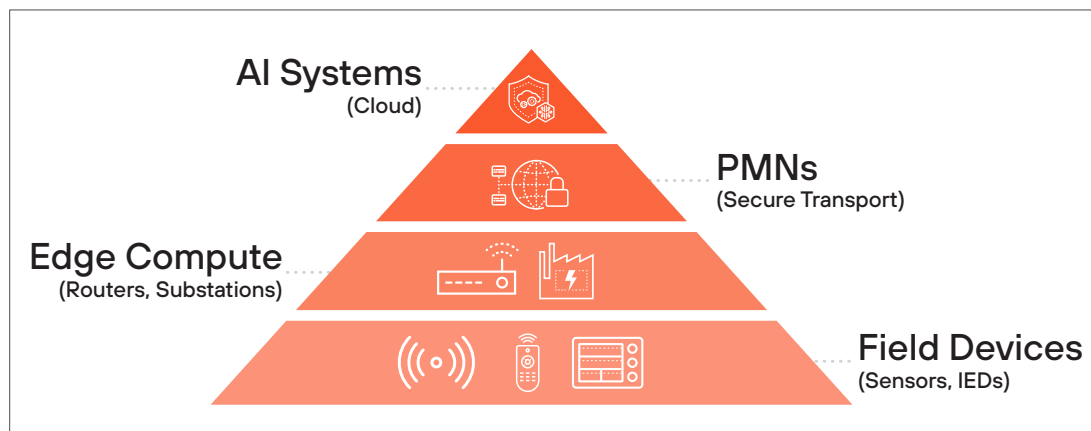 AI Systems
(Cloud)
PMNs
(Secure Transport)
Edge Compute
(Routers, Substations)
Field Devices
(Sensors, IEDs)